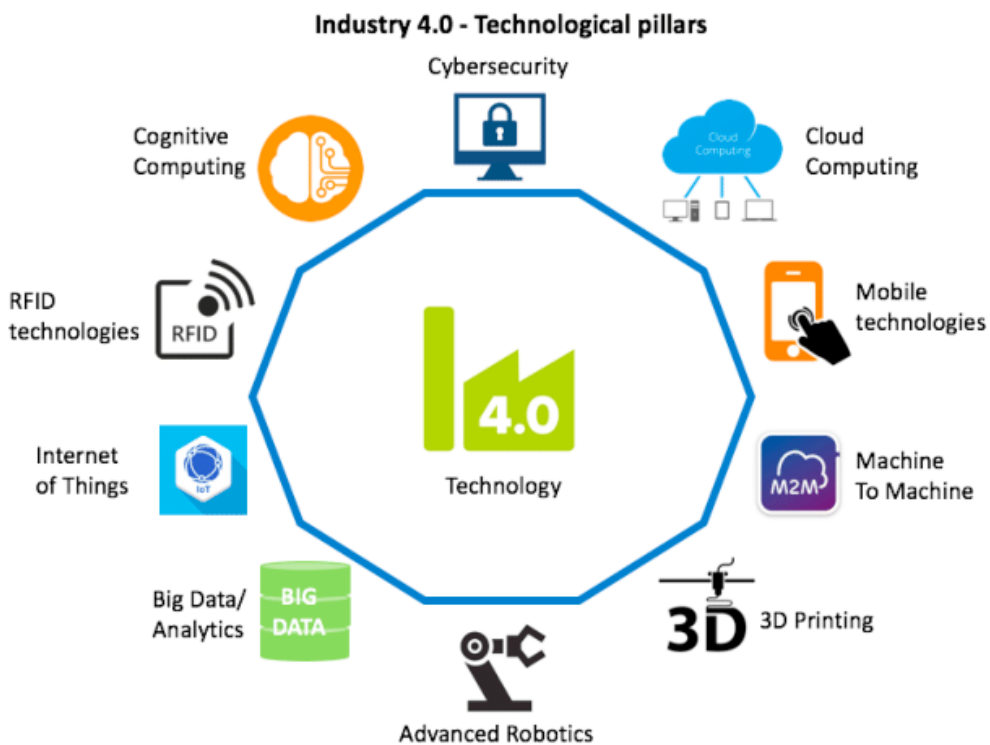 Industry 4.0 - Technological pillars
Cybersecurity
Cognitive
Computing
Cloud
Computing
Cloud
Computing
RFID
technologies
RFID
Mobile
technologies
4.0
Technology
Internet
of Things
IoT
M2M
Machine
To Machine
Big Data/
Analytics
BIG
DATA
3D
3D Printing
Advanced Robotics